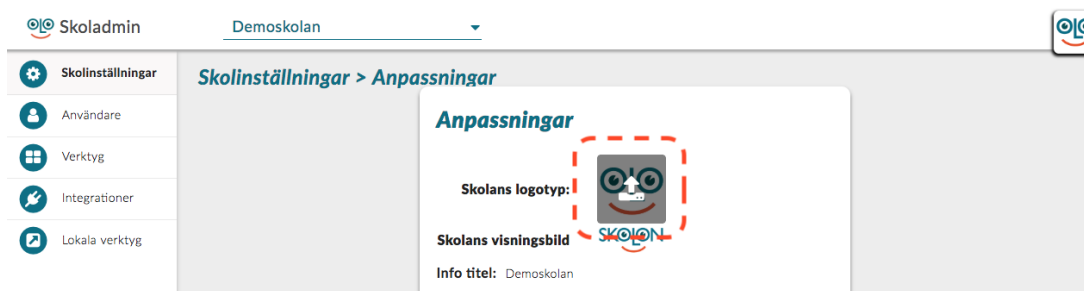 Skoladmin
Demoskolan
Skolinställningar
Användare
Verktyg
Integrationer
Lokala verktyg
Skolinställningar > Anpassningar
Anpassningar
Skolans logotyp:
Skolans visningsbild
SKOLON
Info titel: Demoskolan